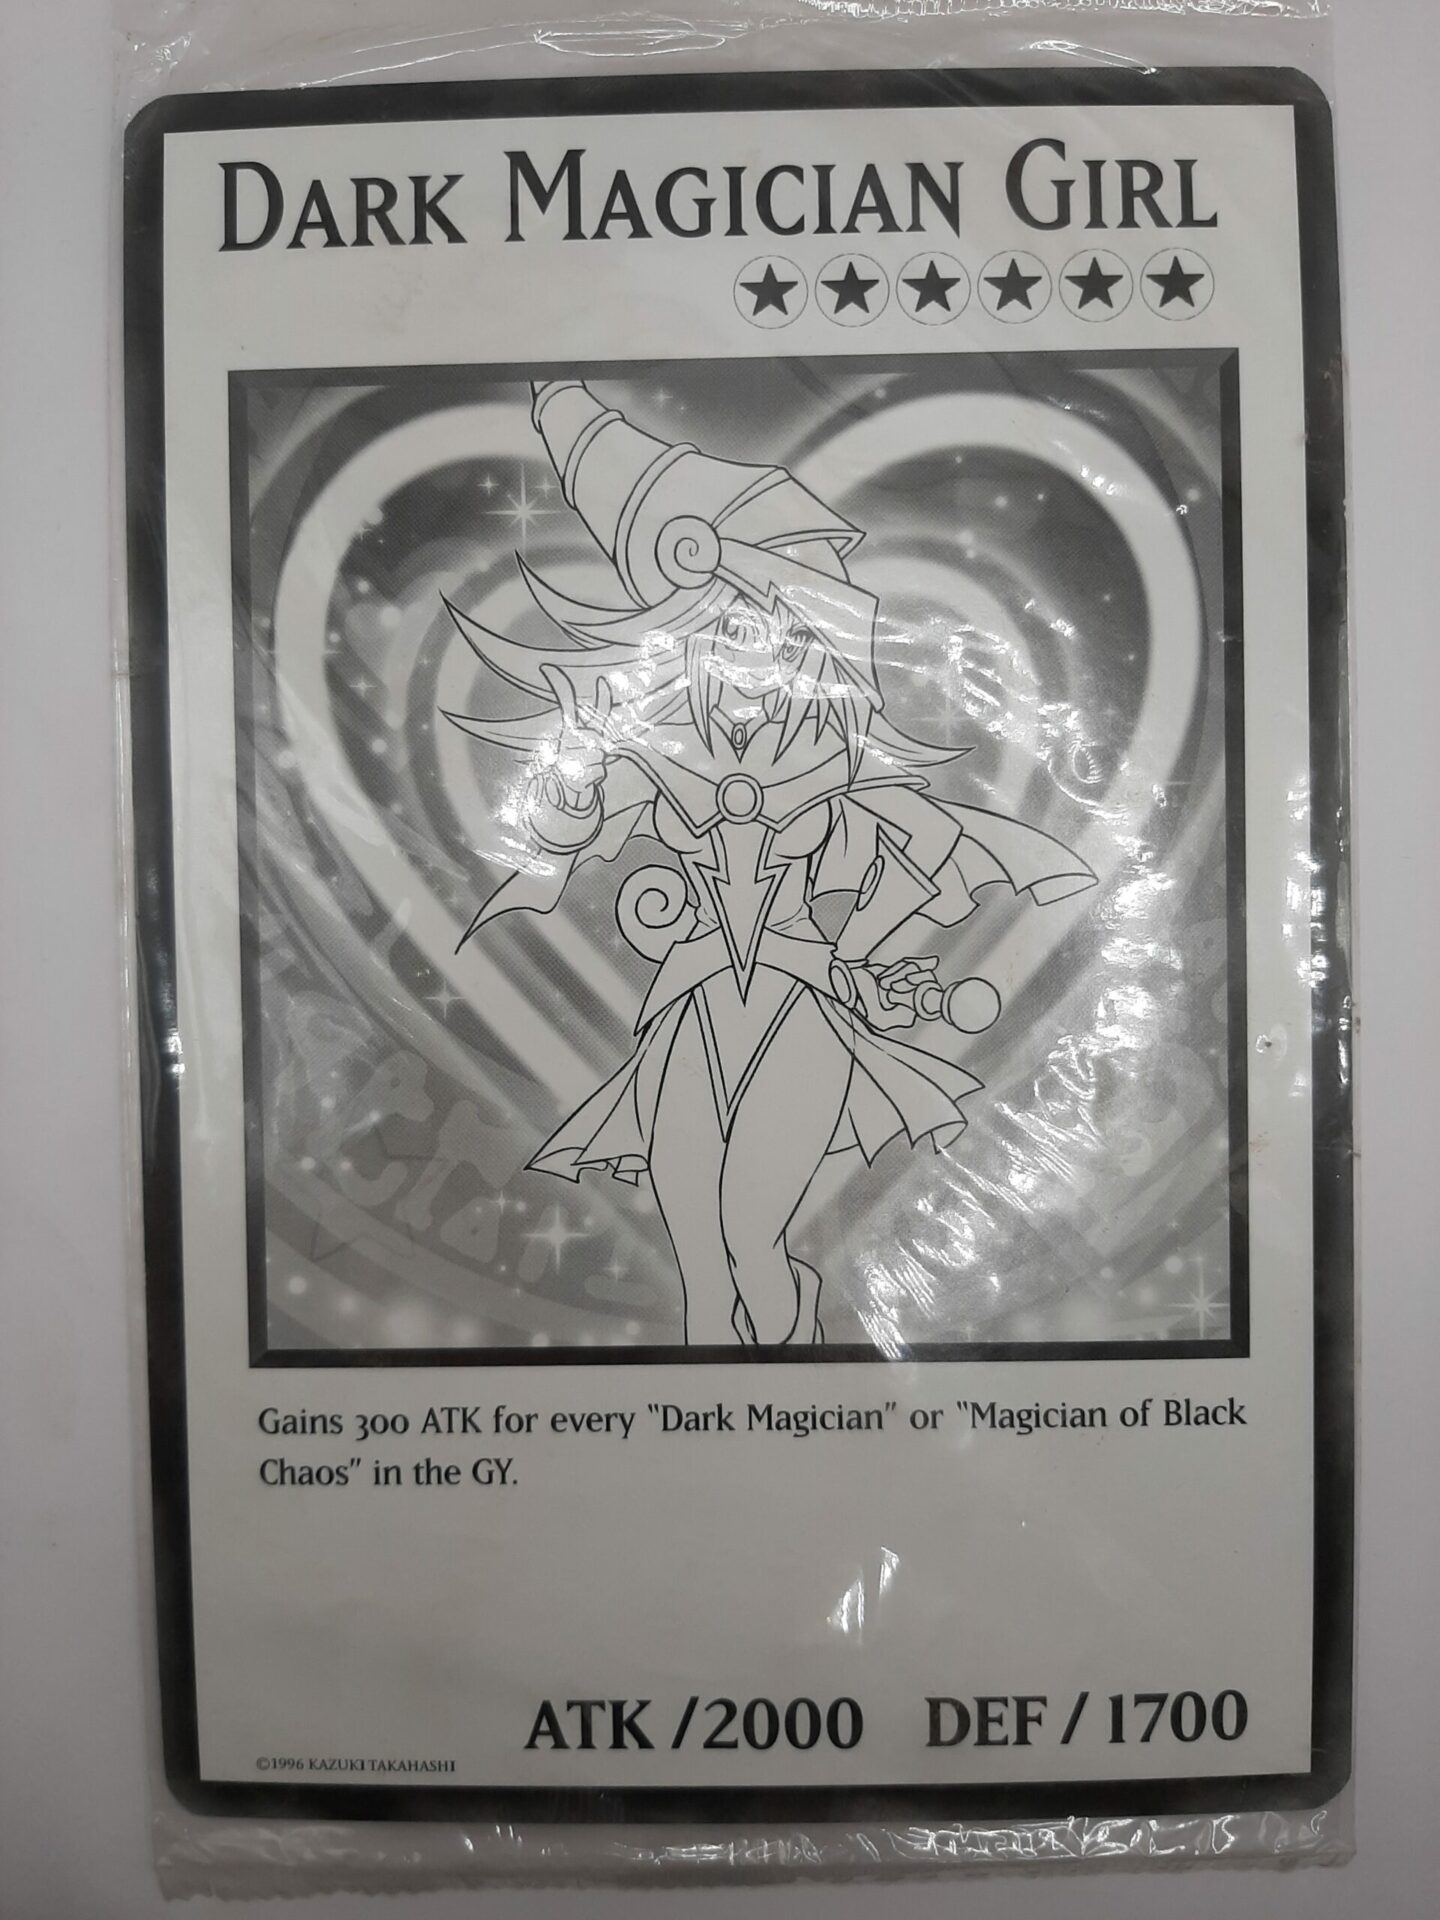 DARK MAGICIAN GIRL
Gains 300 ATK for every "Dark Magician" or "Magician of Black
Chaos" in the GY.
ATK /2000 DEF / 1700
©1996 KAZUKI TAKAHASHI